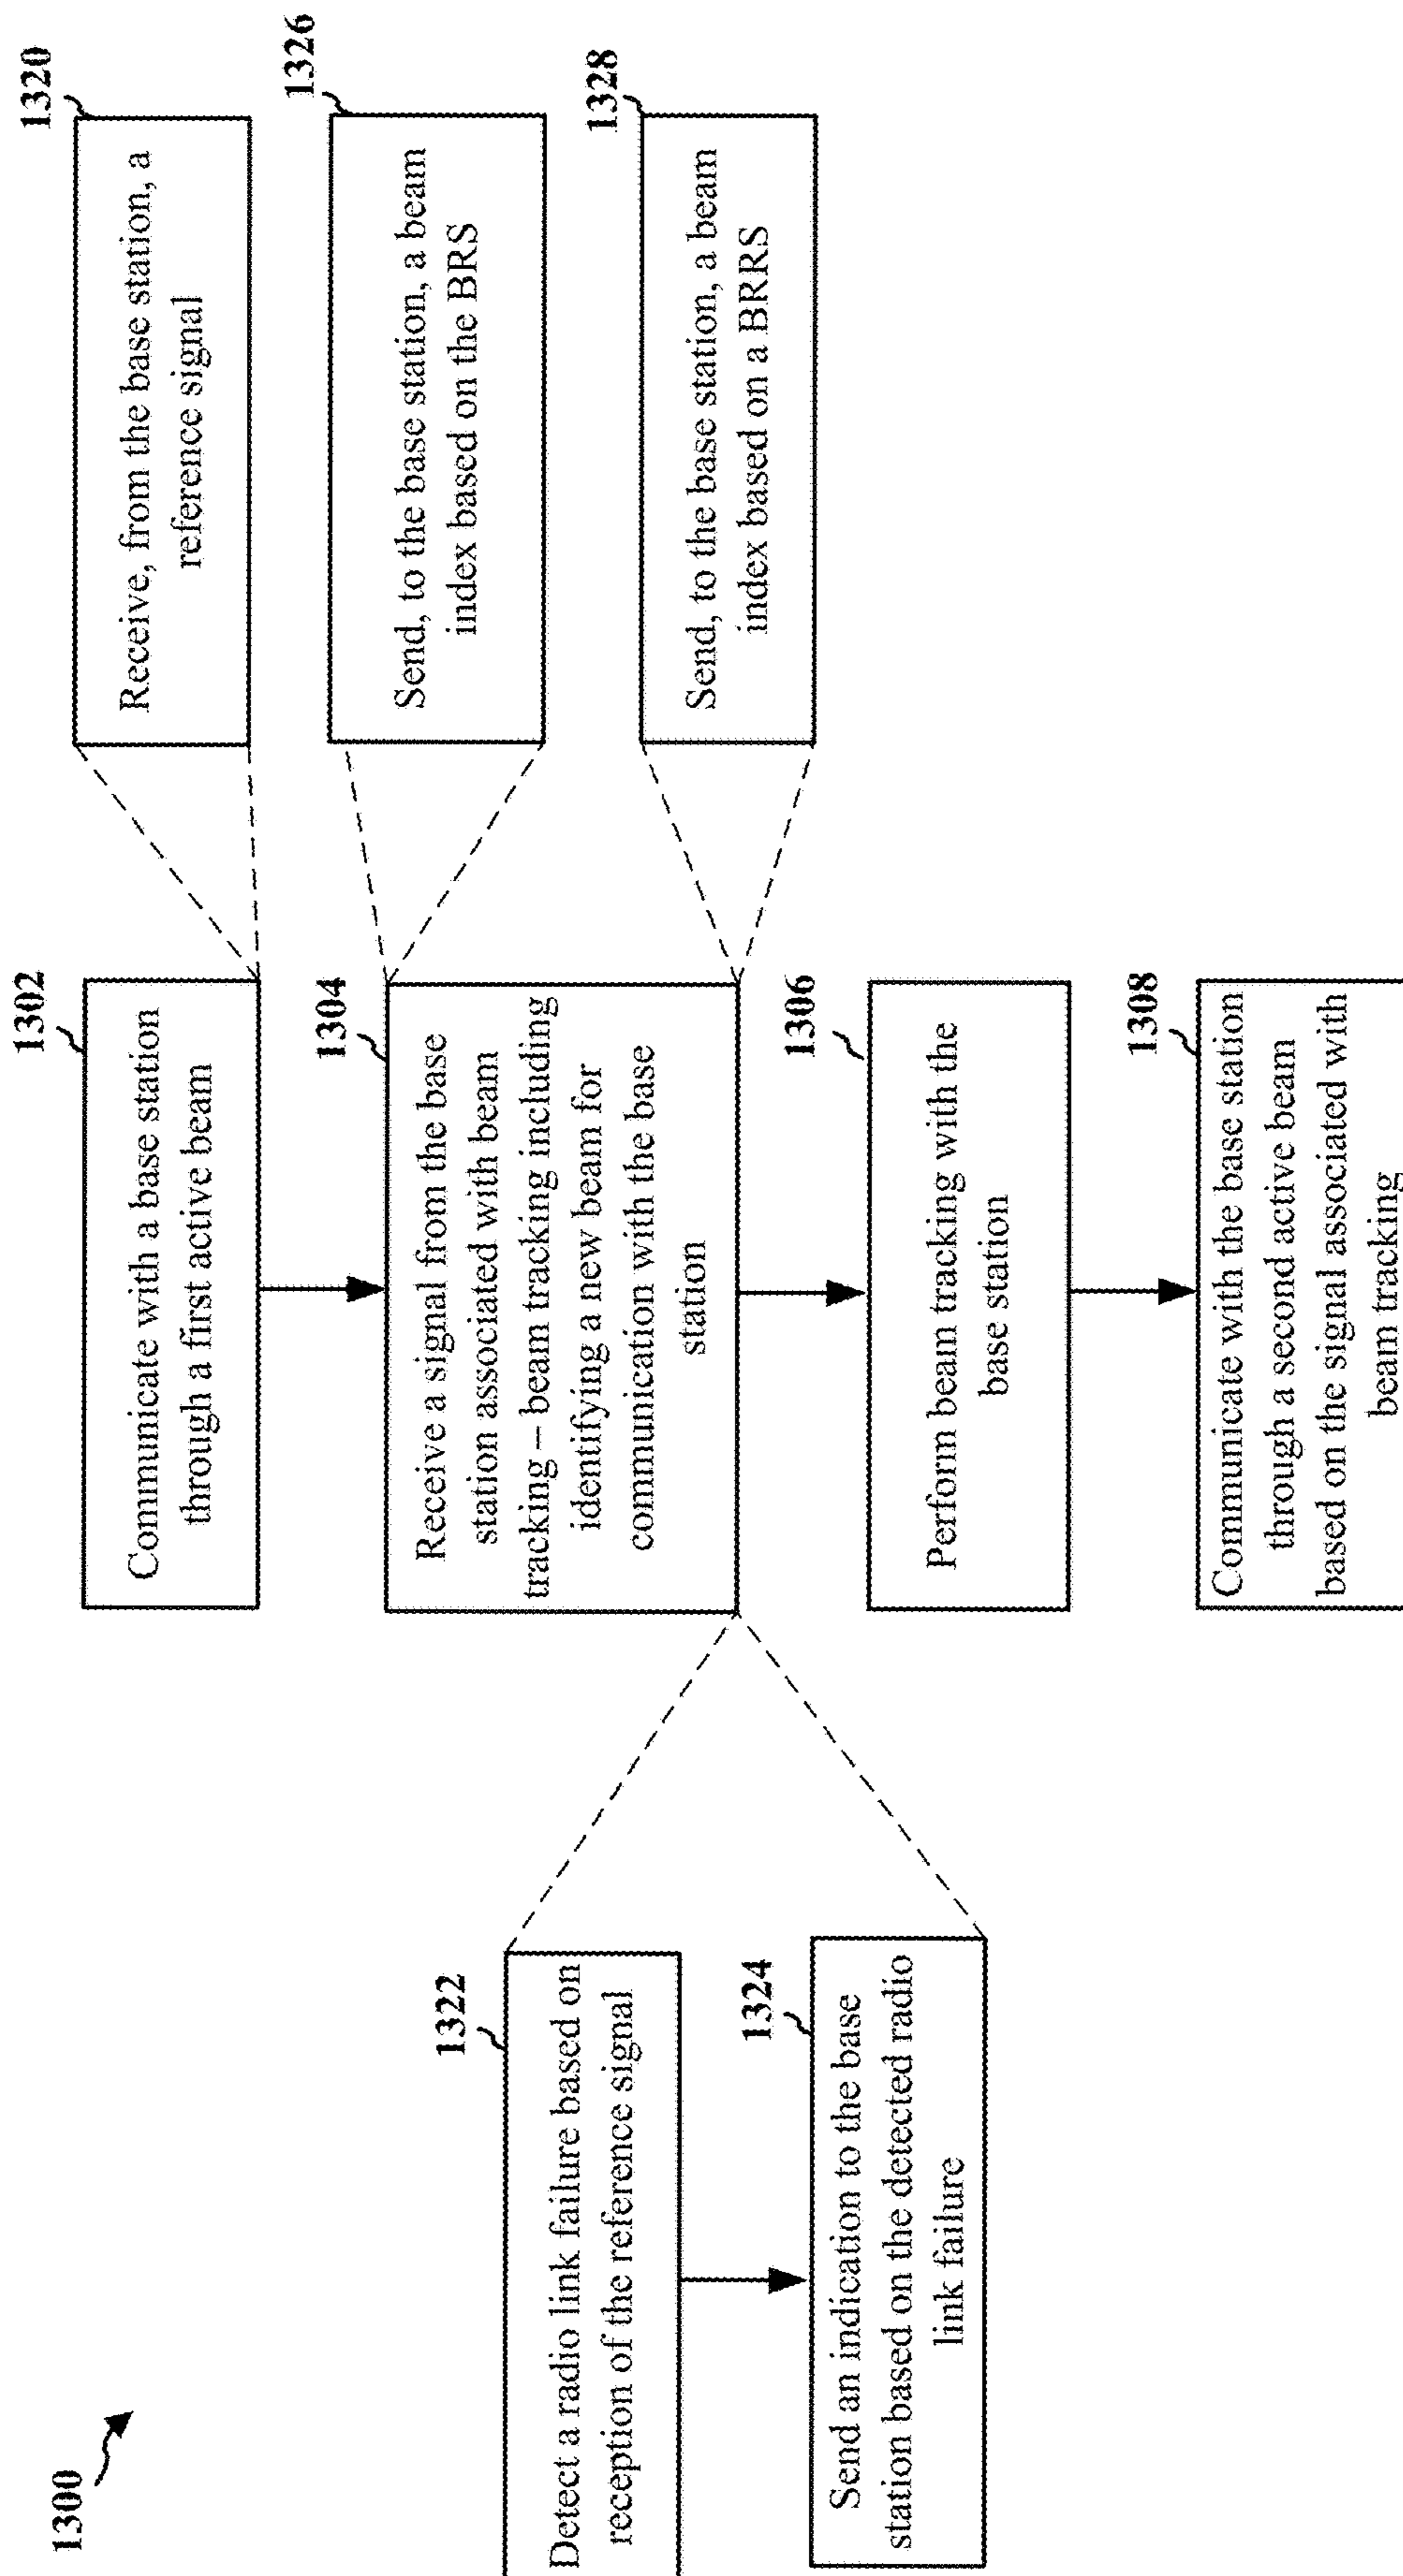 1300
1302
Communicate with a base station
through a first active beam
1320
Receive, from the base station, a
reference signal
1304
Receive a signal from the base
station associated with beam
tracking – beam tracking including
identifying a new beam for
communication with the base
station
1326
Send, to the base station, a beam
index based on the BRS
1328
Send, to the base station, a beam
index based on a BRRS
1322
Detect a radio link failure based on
reception of the reference signal
1324
Send an indication to the base
station based on the detected radio
link failure
1306
Perform beam tracking with the
base station
1308
Communicate with the base station
through a second active beam
based on the signal associated with
beam tracking